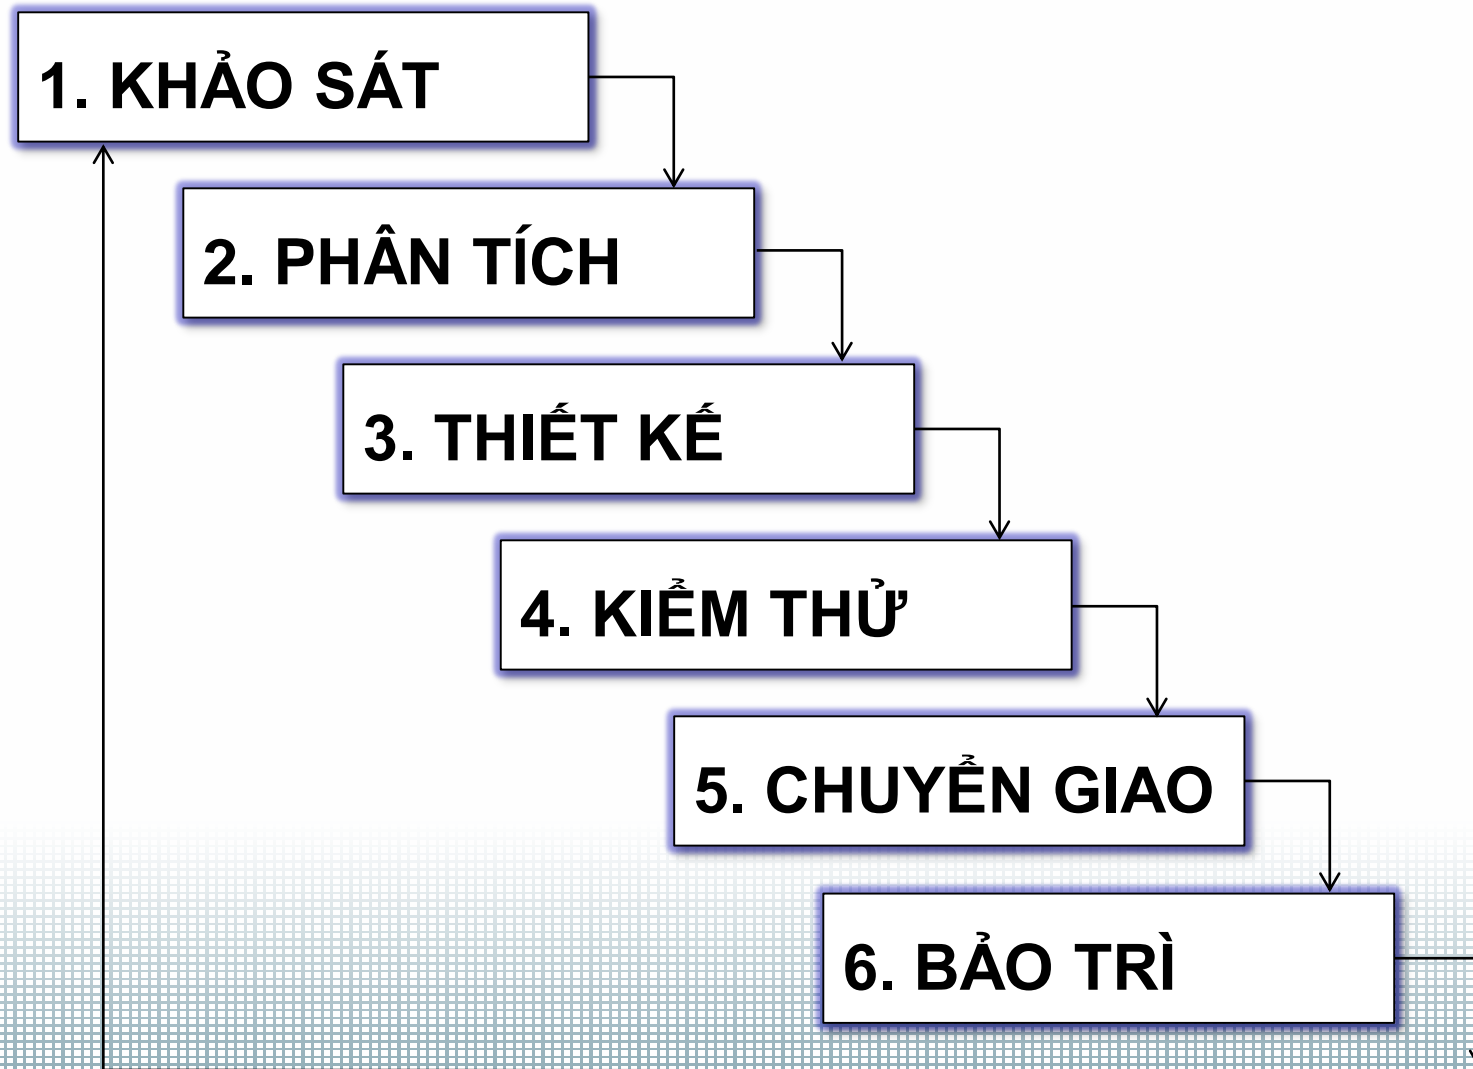 1. KHẢO SÁT
2. PHÂN TÍCH
3. THIẾT KẾ
4. KIỂM THỬ
5. CHUYỂN GIAO
6. BẢO TRÌ